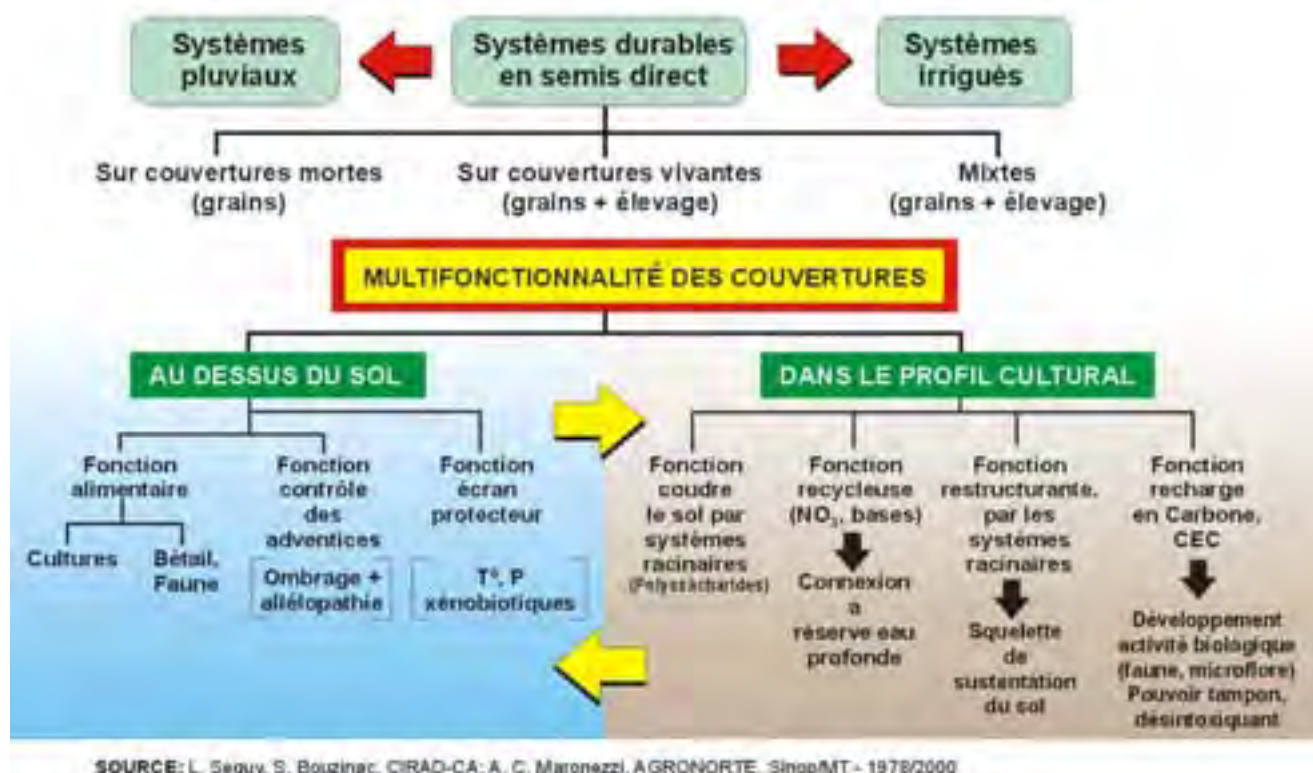 Systèmes
pluviaux
Systèmes durables
en semis direct
Systèmes
irrigués
Sur couvertures mortes
(grains)
Sur couvertures vivantes
(grains + élevage)
Mixtes
(grains + élevage)
MULTIFONCTIONNALITÉ DES COUVERTURES
AU DESSUS DU SOL
Fonction
alimentaire
Cultures
Bétail,
Faune
Fonction
contrôle
des
adventices
Ombrage +
allélopathie
Fonction
écran
protecteur
T°, P
xénobiotiques
DANS LE PROFIL CULTURAL
Fonction
coudre
le sol par
systèmes
racinaires
(Polysaccharides)
Fonction
recycleuse
(NO₃, bases)
Connexion
a
réserve eau
profonde
Fonction
restructurante,
par les
systèmes
racinaires
Squelette
de
sustentation
du sol
Fonction
recharge
en Carbone,
CEC
Développement
activité biologique
(faune, microflore)
Pouvoir tampon,
désintoxiquant
SOURCE: L. Seguy, S. Bouzinac, CIRAD-CA; A. C. Maronezzi, AGRONORTE, Sinop/MT - 1978/2000